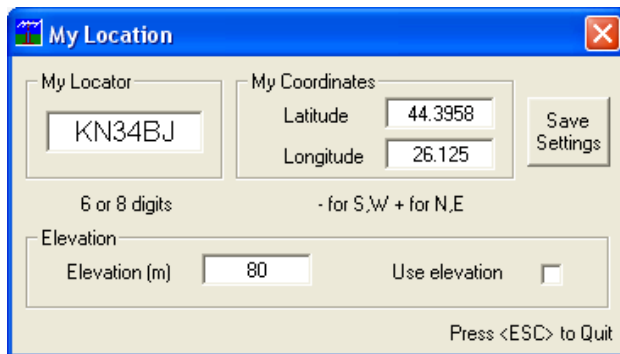 My Location
My Locator
KN34BJ
6 or 8 digits
My Coordinates
Latitude 44.3958
Longitude 26.125
- for S,W + for N,E
Save
Settings
Elevation
Elevation (m) 80 Use elevation
Press <ESC> to Quit